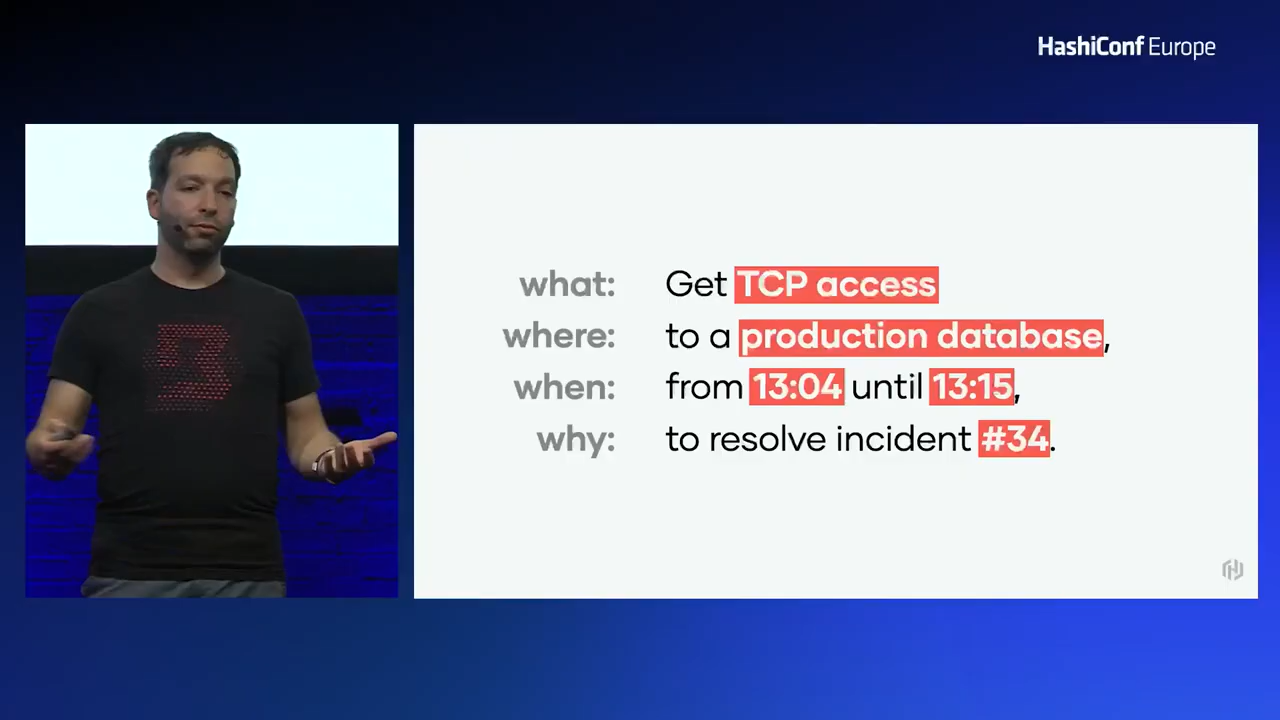 HashiConf Europe
what: Get TCP access
where: to a production database,
when: from 13:04 until 13:15,
why: to resolve incident #34.